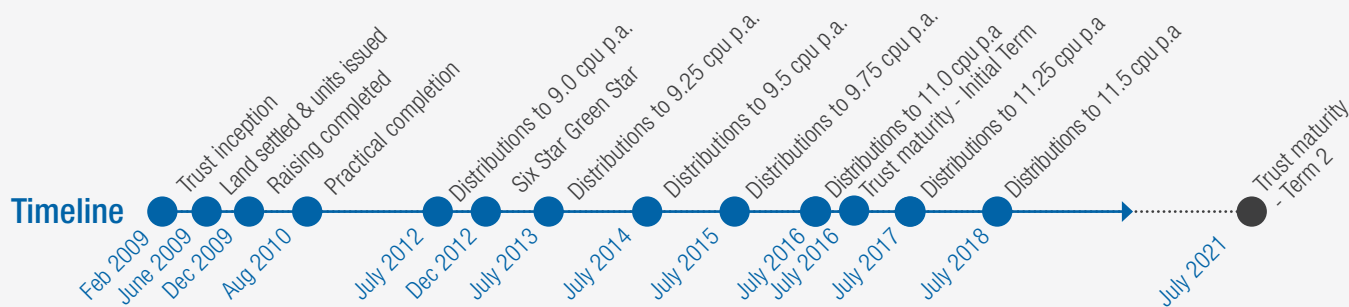 Timeline
Trust inception
Land settled & units issued
Raising completed
Practical completion
Distributions to 9.0 cpu p.a.
Six Star Green Star
Distributions to 9.25 cpu p.a.
Distributions to 9.5 cpu p.a.
Distributions to 9.75 cpu p.a.
Distributions to 11.0 cpu p.a
Trust maturity - Initial Term
Distributions to 11.25 cpu p.a
Distributions to 11.5 cpu p.a
Trust maturity
- Term 2
Feb 2009
June 2009
Dec 2009
Aug 2010
July 2012
Dec 2012
July 2013
July 2014
July 2015
July 2016
July 2016
July 2017
July 2018
July 2021